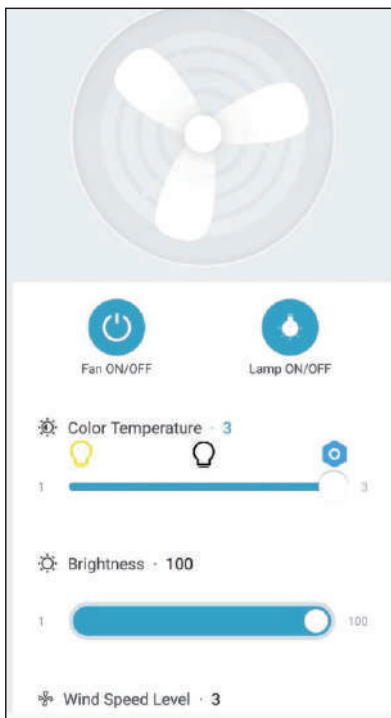 Fan ON/OFF
Lamp ON/OFF
Color Temperature · 3
1
3
Brightness · 100
1
100
Wind Speed Level · 3